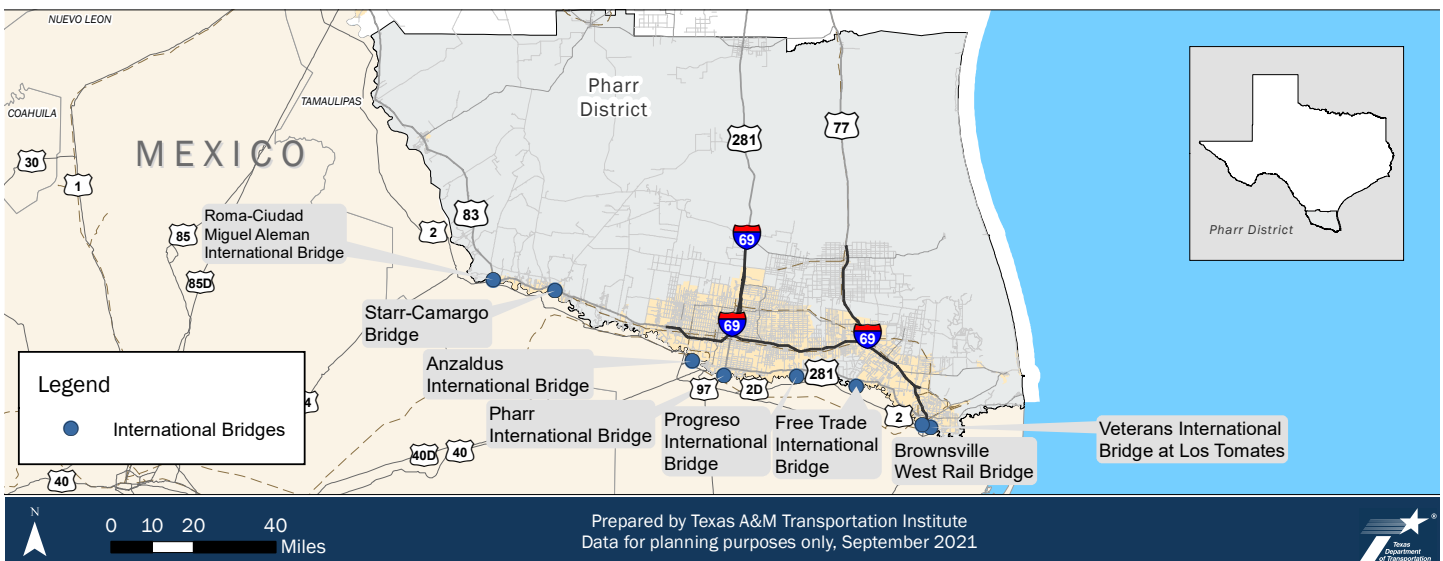 NUEVO LEON
COAHUILA
TAMAULIPAS
MEXICO
Pharr
District
30
1
85
85D
2
83
281
77
69
69
69
Roma-Ciudad
Miguel Aleman
International Bridge
Starr-Camargo
Bridge
Anzaldus
International Bridge
Pharr
International Bridge
97
2D
281
2
Progreso
International
Bridge
Free Trade
International
Bridge
Brownsville
West Rail Bridge
Veterans International
Bridge at Los Tomates
40D
40
40
4
Legend
International Bridges
Pharr District
N
0 10 20 40
Miles
Prepared by Texas A&M Transportation Institute
Data for planning purposes only, September 2021
®
Texas
Department
of Transportation